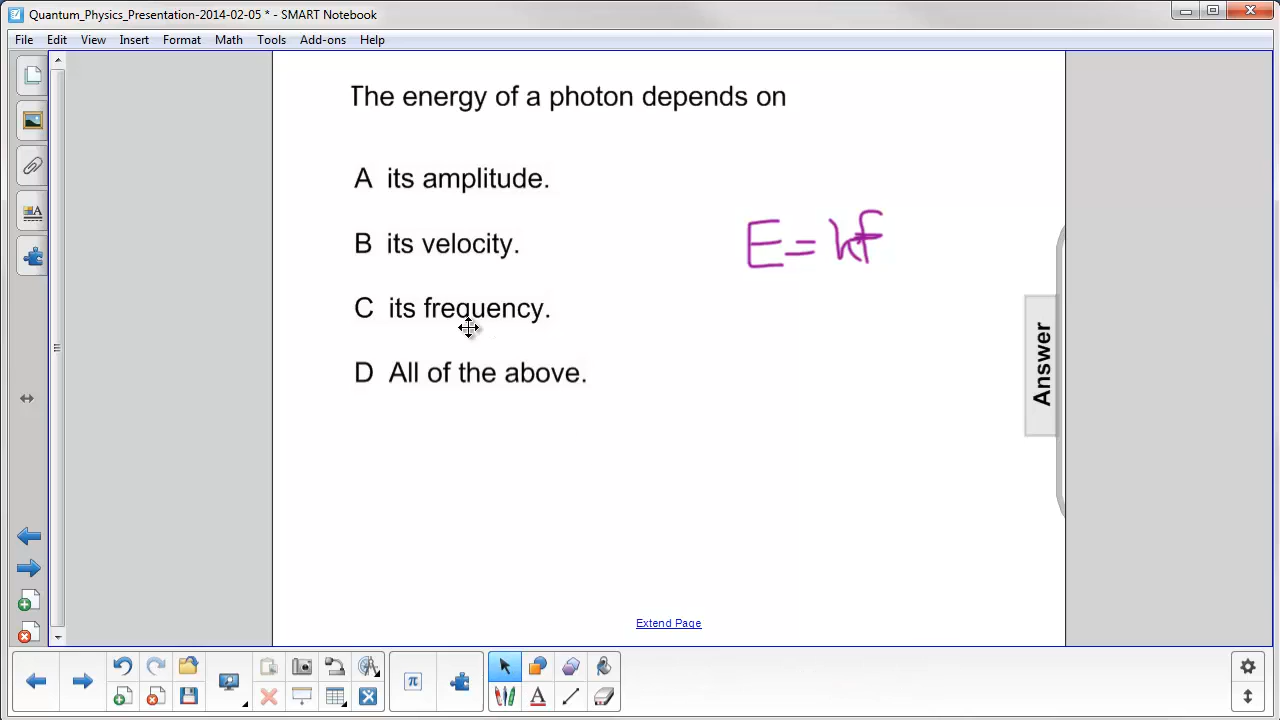 Quantum_Physics_Presentation-2014-02-05 * - SMART Notebook
File Edit View Insert Format Math Tools Add-ons Help
The energy of a photon depends on
A its amplitude.
B its velocity.
E = hf
C its frequency.
D All of the above.
Answer
Extend Page